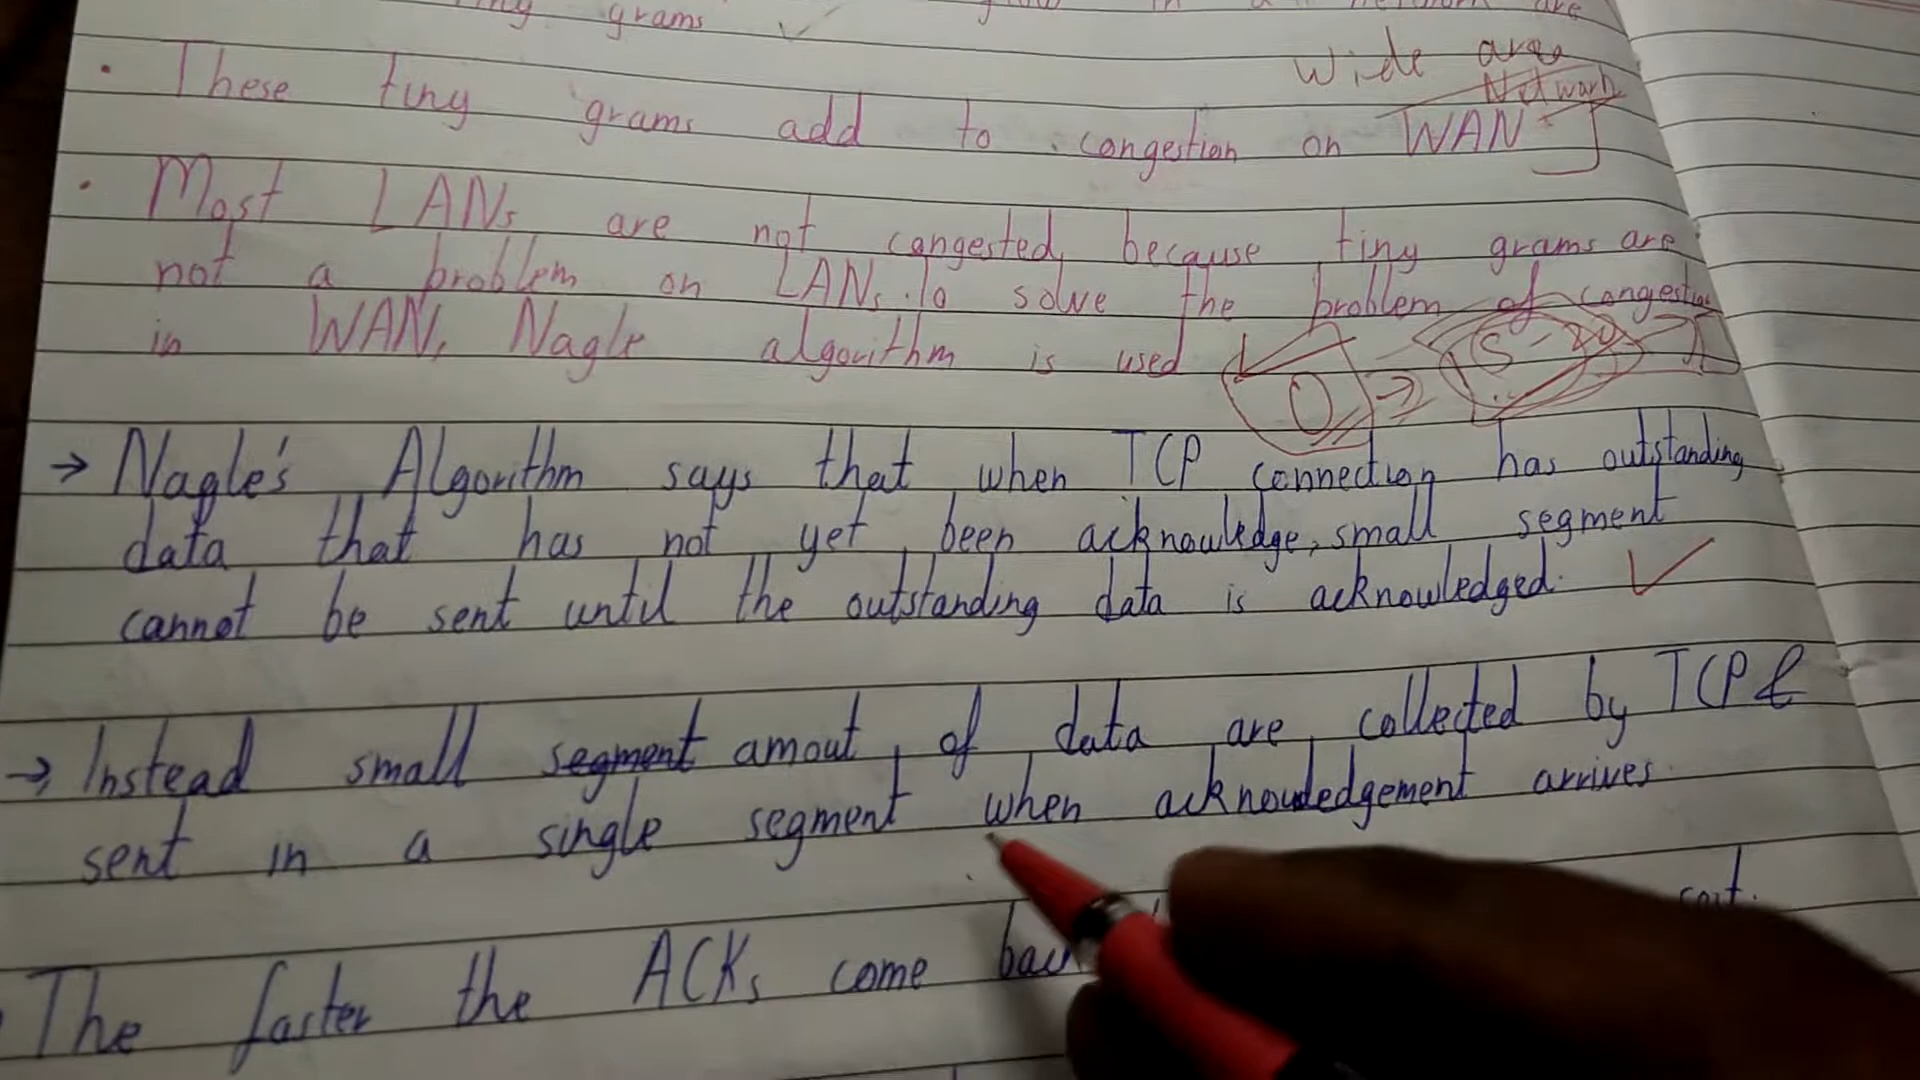 grams
are
wide area
Network
• These tiny grams add to congestion on WAN
• Most LANs are not congested, because tiny grams are
not a problem on LANs. To solve the problem of congestion
in WAN, Nagle algorithm is used
→ Nagle's Algorithm says that when TCP connection has outstanding
data that has not yet been acknowledge, small segment
cannot be sent until the outstanding data is acknowledged.
→ Instead small segment amout of data are collected by TCP &
sent in a single segment when acknowledgement arrives.
The faster the ACKs come